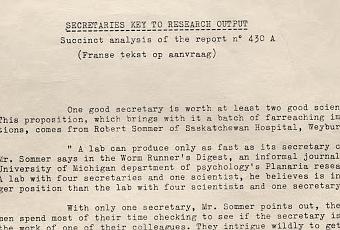 SECRETARIES KEY TO RESEARCH OUTPUT
Succinct analysis of the report n° 430 A
(Franse tekst op aanvraag)
One good secretary is worth at least two good scien
This proposition, which brings with it a batch of farreaching im
tions, comes from Robert Sommer of Saskatchewan Hospital, Weybur
" A lab can produce only as fast as its secretary c
Mr. Sommer says in the Worm Runner's Digest, an informal journal
University of Michigan department of psychology's Planaria resea
A lab with four secretaries and one scientist, he believes is in
ger position than the lab with four scientists and one secretary
With only one secretary, Mr. Sommer points out, the
men spend most of their time checking to see if the secretary is
the work of one of their colleagues. They intrigue wildly to get